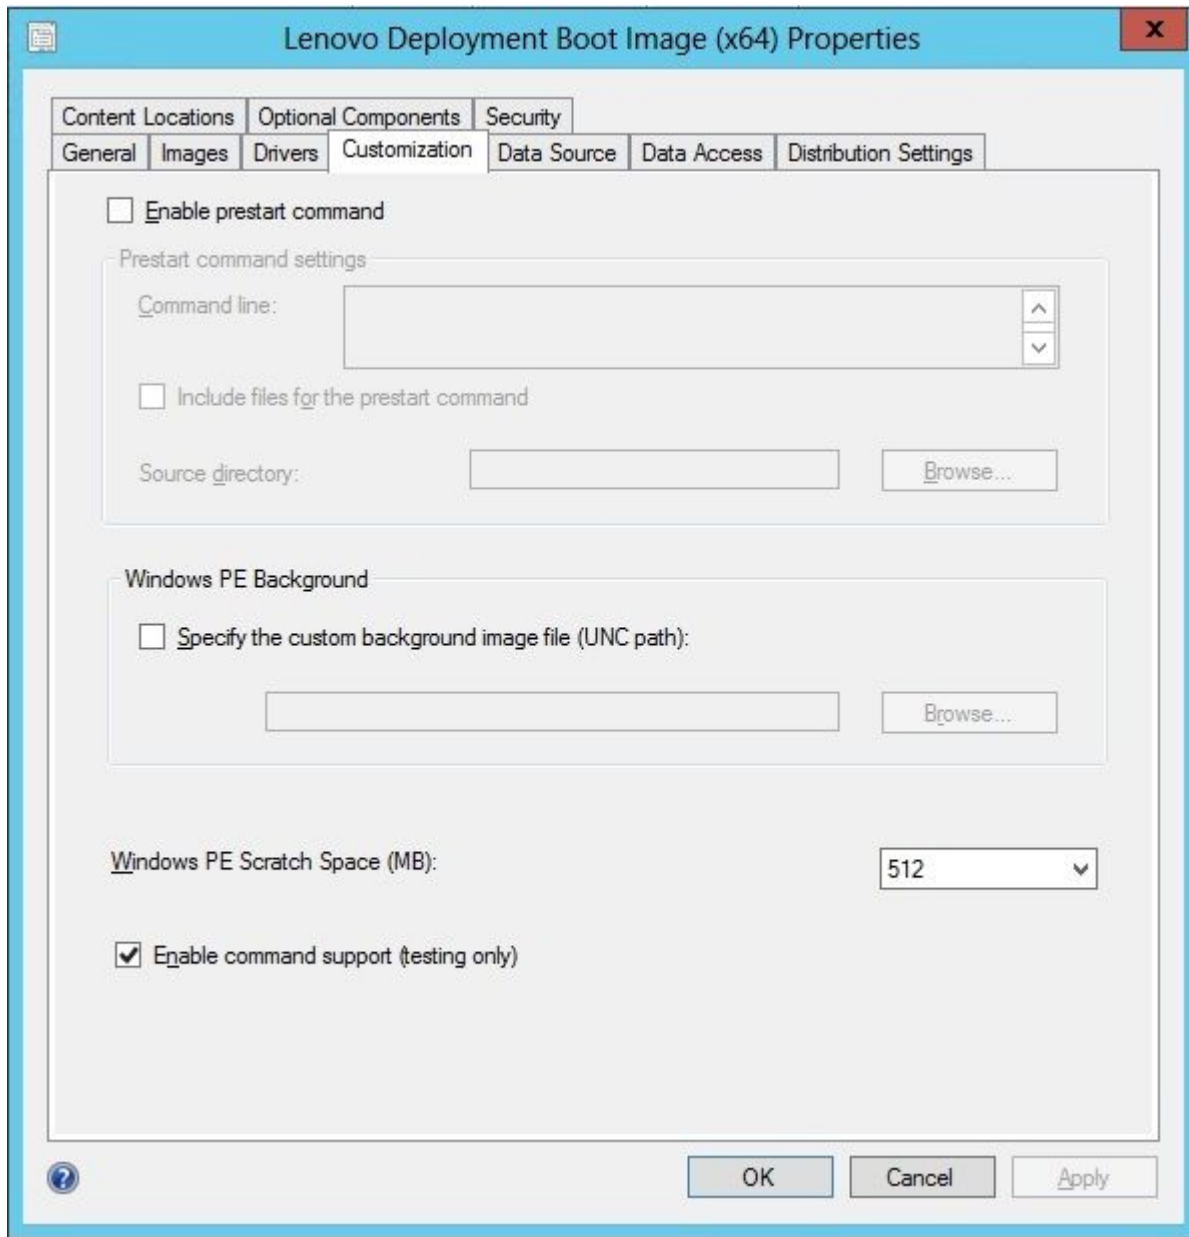 Lenovo Deployment Boot Image (x64) Properties
x
Content Locations Optional Components Security
General Images Drivers Customization Data Source Data Access Distribution Settings
Enable prestart command
Prestart command settings
Command line:
Include files for the prestart command
Source directory: Browse...
Windows PE Background
Specify the custom background image file (UNC path):
Browse...
Windows PE Scratch Space (MB): 512
Enable command support (testing only)
? OK Cancel Apply